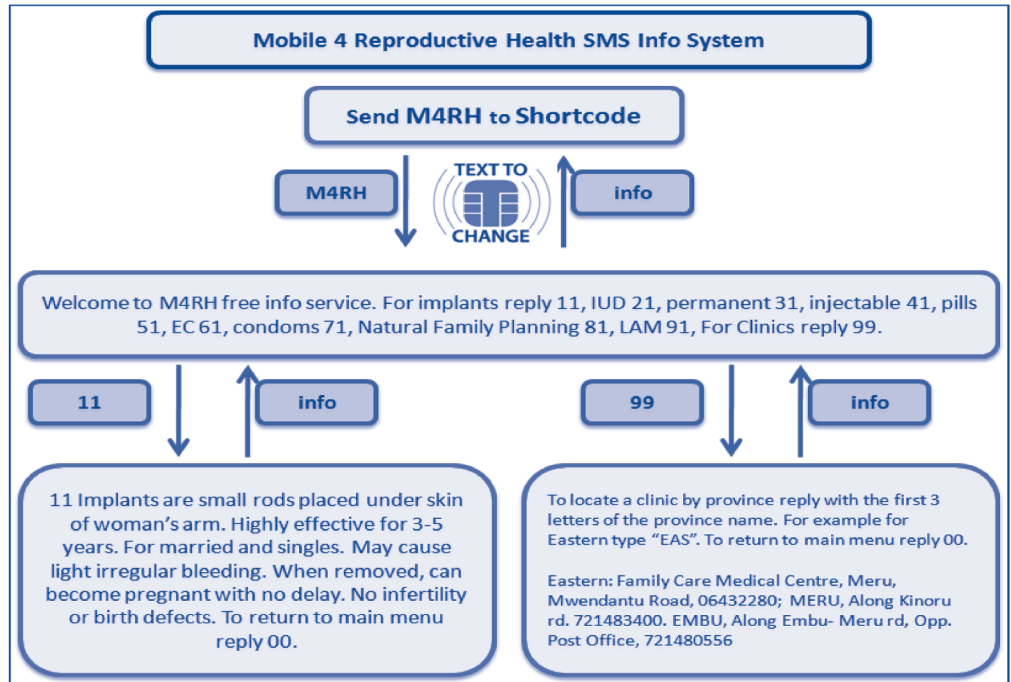 Mobile 4 Reproductive Health SMS Info System
Send M4RH to Shortcode
M4RH
TEXT TO
CHANGE
info
Welcome to M4RH free info service. For implants reply 11, IUD 21, permanent 31, injectable 41, pills
51, EC 61, condoms 71, Natural Family Planning 81, LAM 91, For Clinics reply 99.
11
info
99
info
11 Implants are small rods placed under skin
of woman's arm. Highly effective for 3-5
years. For married and singles. May cause
light irregular bleeding. When removed, can
become pregnant with no delay. No infertility
or birth defects. To return to main menu
reply 00.
To locate a clinic by province reply with the first 3
letters of the province name. For example for
Eastern type “EAS”. To return to main menu reply 00.
Eastern: Family Care Medical Centre, Meru,
Mwendantu Road, 06432280; MERU, Along Kinoru
rd. 721483400. EMBU, Along Embu- Meru rd, Opp.
Post Office, 721480556